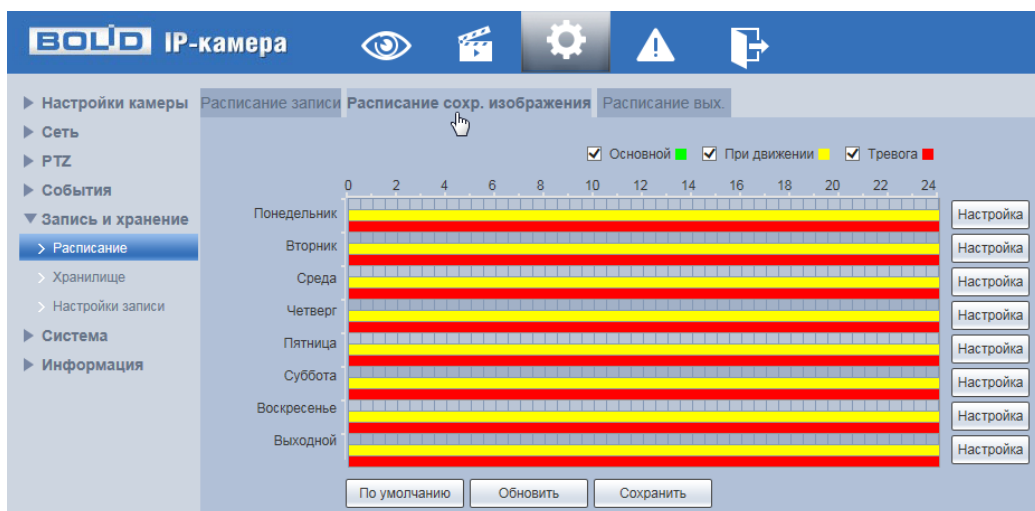 BOLID IP-камера
Настройки камеры
Сеть
PTZ
События
Запись и хранение
Расписание
Хранилище
Настройки записи
Система
Информация
Расписание записи Расписание сохр. изображения Расписание вых.
Основной При движении Тревога
0 2 4 6 8 10 12 14 16 18 20 22 24
Понедельник Настройка
Вторник Настройка
Среда Настройка
Четверг Настройка
Пятница Настройка
Суббота Настройка
Воскресенье Настройка
Выходной Настройка
По умолчанию Обновить Сохранить